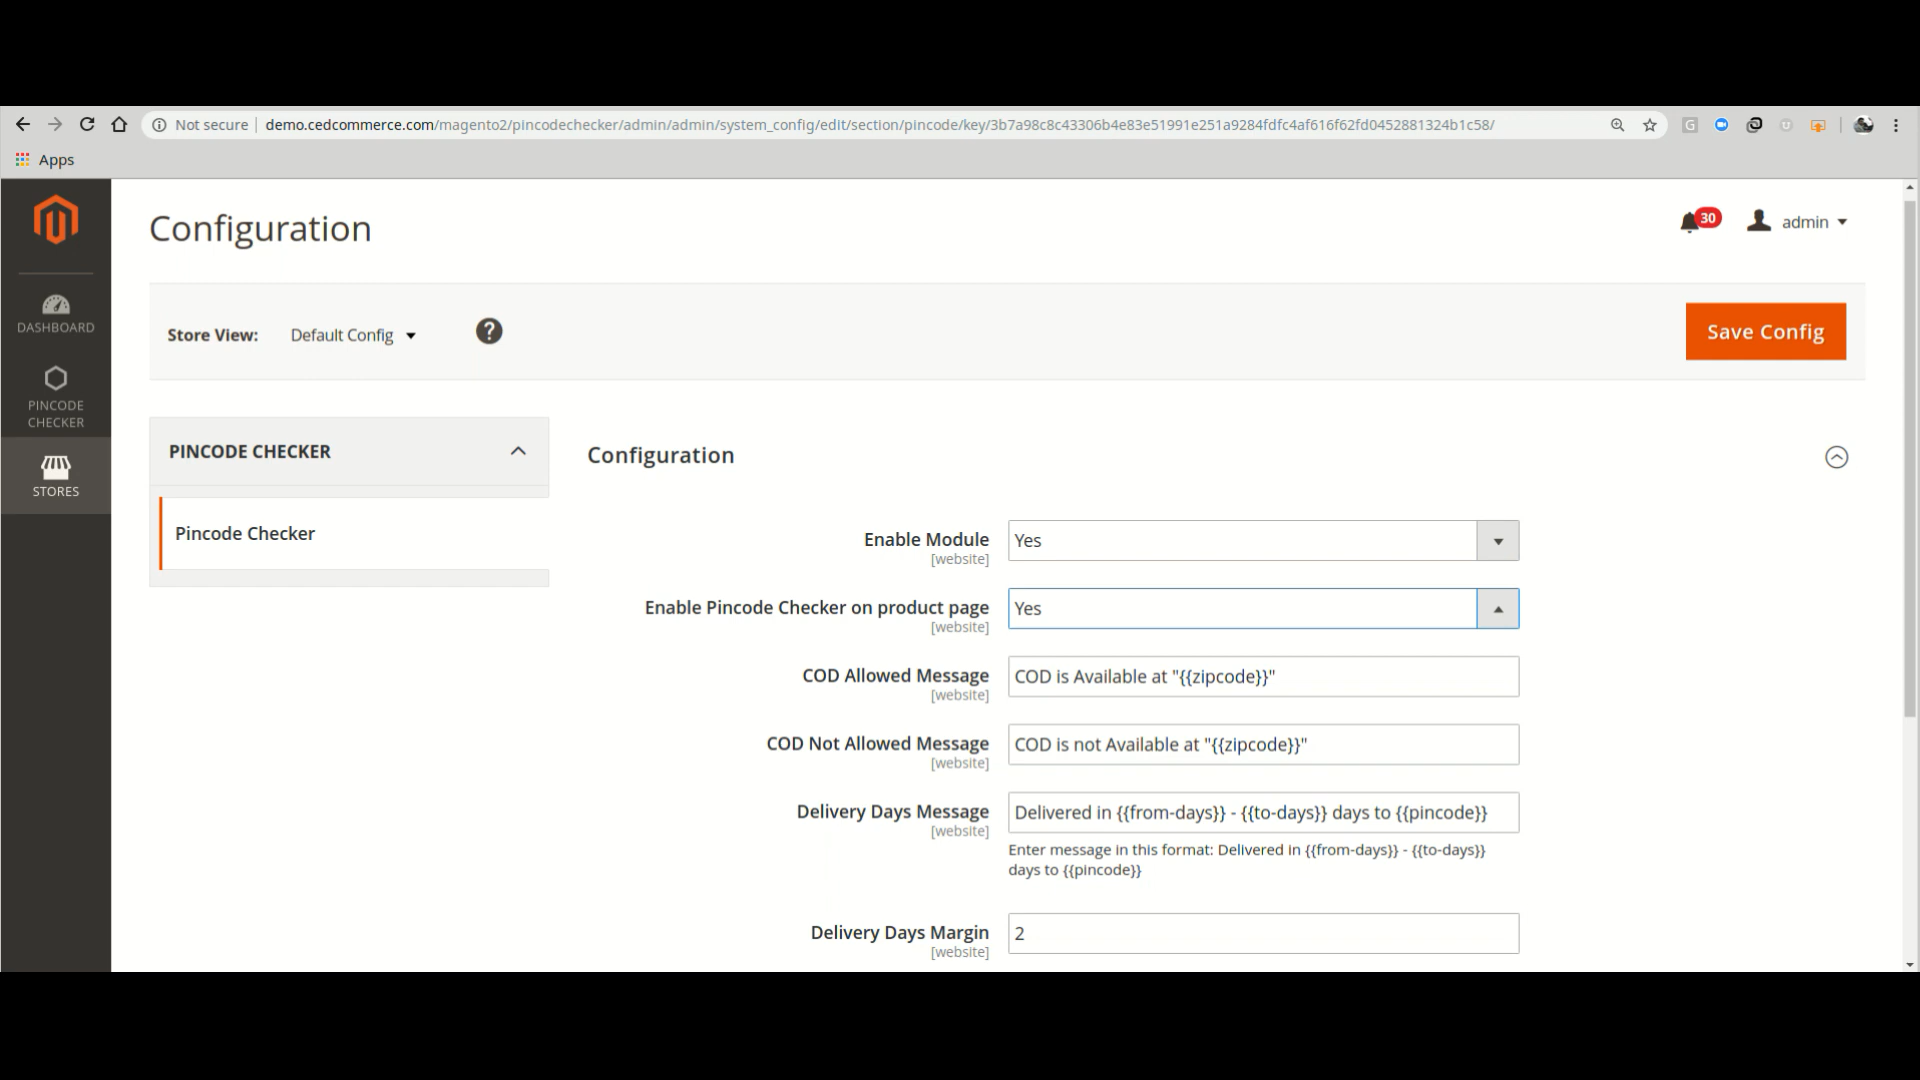 Not secure | demo.cedcommerce.com/magento2/pincodechecker/admin/admin/system_config/edit/section/pincode/key/3b7a98c8c43306b4e83e51991e251a9284fdfc4af616f62fd0452881324b1c58/
Apps
Configuration
30
admin
DASHBOARD
PINCODE
CHECKER
STORES
Store View:
Default Config
?
Save Config
PINCODE CHECKER
Pincode Checker
Configuration
Enable Module
[website]
Yes
Enable Pincode Checker on product page
[website]
Yes
COD Allowed Message
[website]
COD is Available at "{{zipcode}}"
COD Not Allowed Message
[website]
COD is not Available at "{{zipcode}}"
Delivery Days Message
[website]
Delivered in {{from-days}} - {{to-days}} days to {{pincode}}
Enter message in this format: Delivered in {{from-days}} - {{to-days}}
days to {{pincode}}
Delivery Days Margin
[website]
2